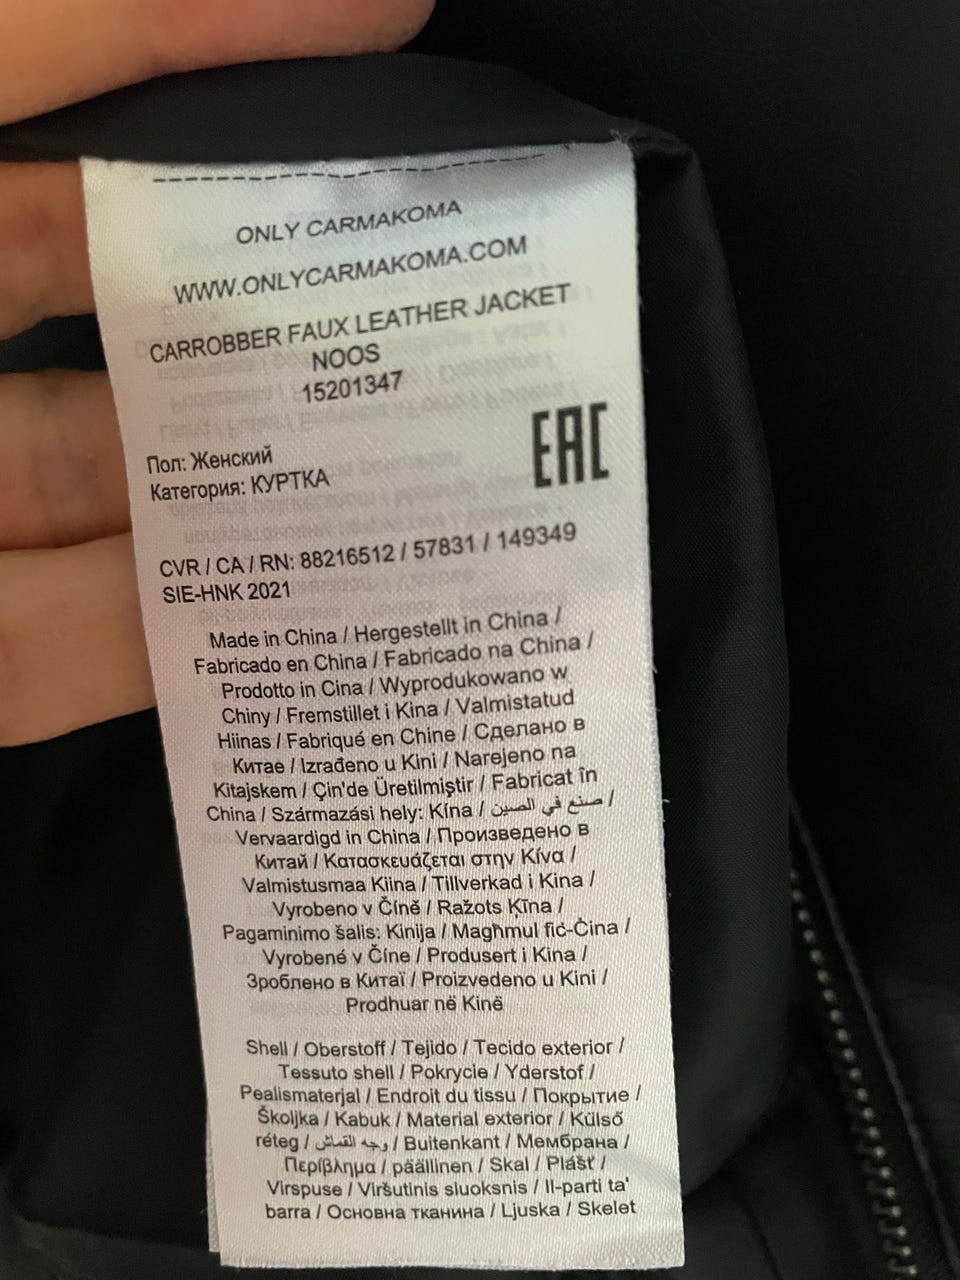 ONLY CARMAKOMA
WWW.ONLYCARMAKOMA.COM
CARROBBER FAUX LEATHER JACKET
NOOS
15201347
EAC
Пол: Женский
Категория: КУРТКА
CVR / CA / RN: 88216512 / 57831 / 149349
SIE-HNK 2021
Made in China / Hergestellt in China /
Fabricado en China / Fabricado na China /
Prodotto in Cina / Wyprodukowano w
Chiny / Fremstillet i Kina / Valmistatud
Hiinas / Fabriqué en Chine / Сделано в
Китае / Izrađeno u Kini / Narejeno na
Kitajskem / Çin'de Üretilmiştir / Fabricat în
China / Származási hely: Kína / صنع في الصين /
Vervaardigd in China / Произведено в
Китай / Κατασκευάζεται στην Κίνα /
Valmistusmaa Kiina / Tillverkad i Kina /
Vyrobeno v Číně / Ražots Ķīna /
Pagaminimo šalis: Kinija / Magħmul fiċ-Ċina /
Vyrobené v Číne / Produsert i Kina /
Зроблено в Китаї / Proizvedeno u Kini /
Prodhuar në Kinë
Shell / Oberstoff / Tejido / Tecido exterior /
Tessuto shell / Pokrycie / Yderstof /
Pealismaterjal / Endroit du tissu / Покрытие /
Školjka / Kabuk / Material exterior / Külső
réteg / وجه القماش / Buitenkant / Мембрана /
Περίβλημα / päällinen / Skal / Plášť /
Virspuse / Viršutinis sluoksnis / Il-parti ta'
barra / Основна тканина / Ljuska / Skelet